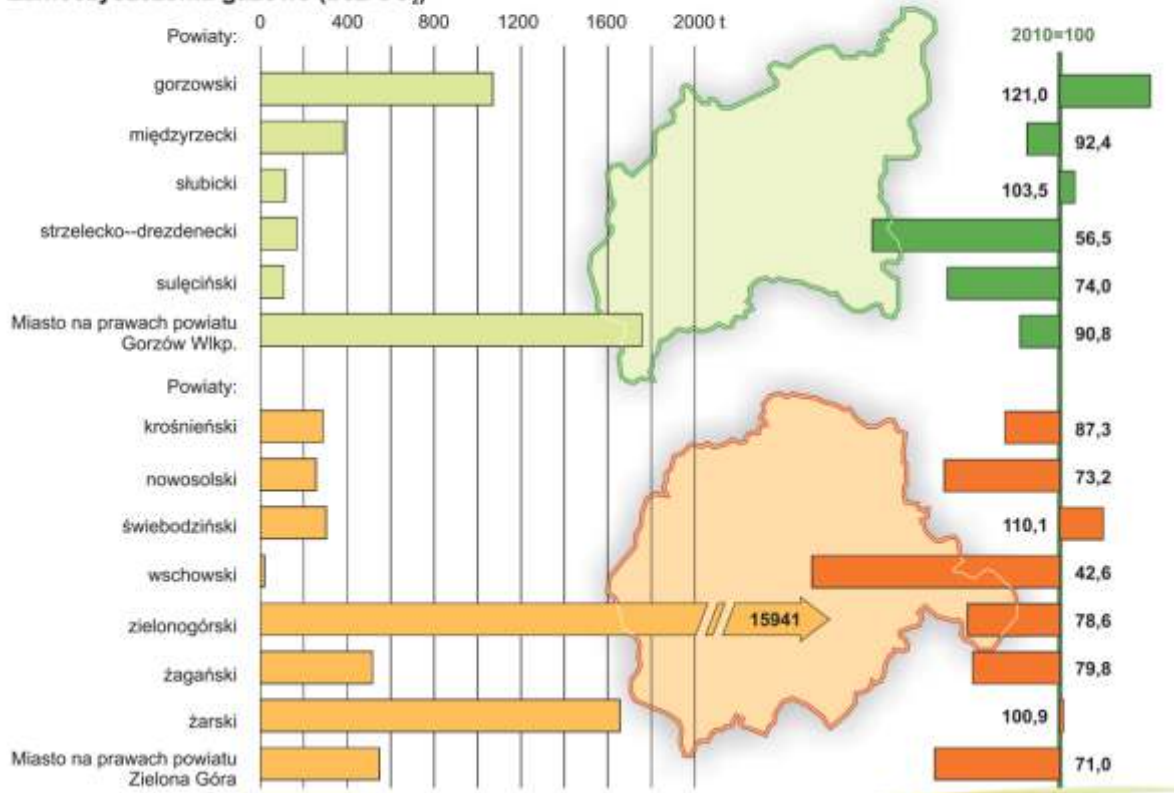 0 400 800 1200 1600 2000 t
Powiaty:
2010=100
gorzowski
121,0
międzyrzecki
92,4
słubicki
103,5
strzelecko--drezdenecki
56,5
sulęciński
74,0
Miasto na prawach powiatu
Gorzów Wlkp.
90,8
Powiaty:
krośnieński
87,3
nowosolski
73,2
świebodziński
110,1
wschowski
42,6
zielonogórski
15941
78,6
żagański
79,8
żarski
100,9
Miasto na prawach powiatu
Zielona Góra
71,0